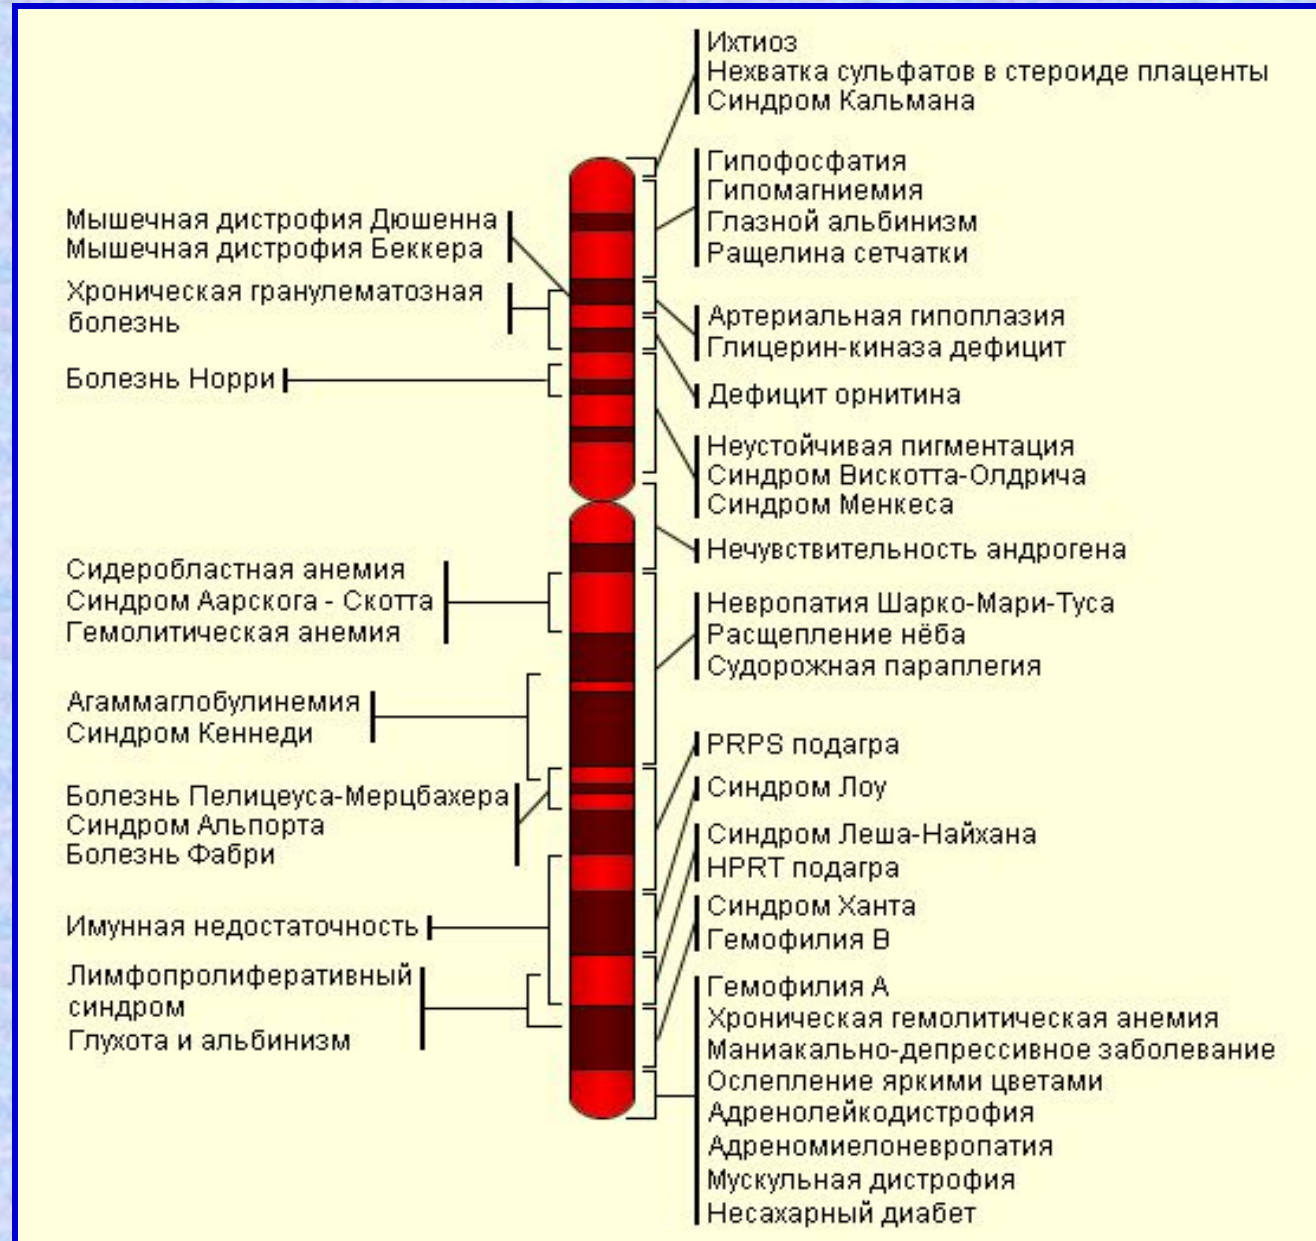 Мышечная дистрофия Дюшенна
Мышечная дистрофия Беккера
Хроническая гранулематозная
болезнь
Болезнь Норри
Сидеробластная анемия
Синдром Аарскога - Скотта
Гемолитическая анемия
Агаммаглобулинемия
Синдром Кеннеди
Болезнь Пелицеуса-Мерцбахера
Синдром Альпорта
Болезнь Фабри
Имунная недостаточность
Лимфопролиферативный
синдром
Глухота и альбинизм
Ихтиоз
Нехватка сульфатов в стероиде плаценты
Синдром Кальмана
Гипофосфатия
Гипомагниемия
Глазной альбинизм
Ращелина сетчатки
Артериальная гипоплазия
Глицерин-киназа дефицит
Дефицит орнитина
Неустойчивая пигментация
Синдром Вискотта-Олдрича
Синдром Менкеса
Нечувствительность андрогена
Невропатия Шарко-Мари-Туса
Расщепление нёба
Судорожная параплегия
PRPS подагра
Синдром Лоу
Синдром Леша-Найхана
HPRT подагра
Синдром Ханта
Гемофилия В
Гемофилия А
Хроническая гемолитическая анемия
Маниакально-депрессивное заболевание
Ослепление яркими цветами
Адренолейкодистрофия
Адреномиелоневропатия
Мускульная дистрофия
Несахарный диабет